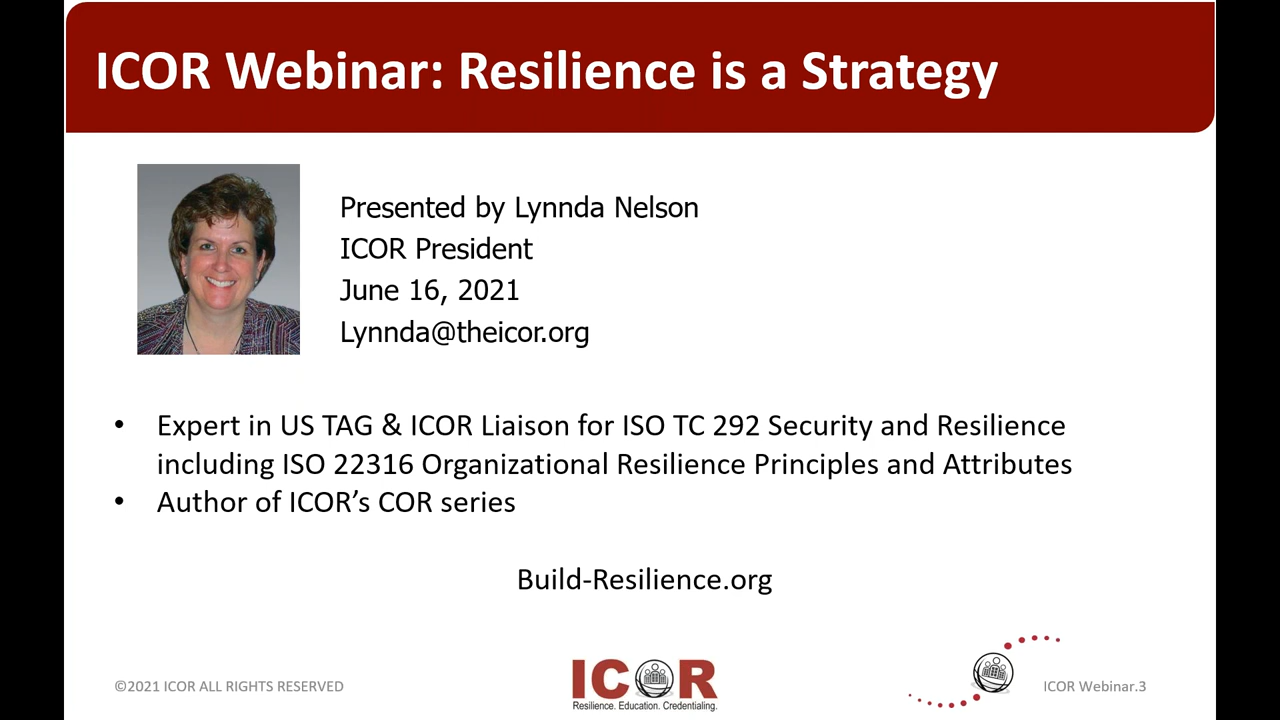 ICOR Webinar: Resilience is a Strategy
Presented by Lynnda Nelson
ICOR President
June 16, 2021
Lynnda@theicor.org
• Expert in US TAG & ICOR Liaison for ISO TC 292 Security and Resilience
including ISO 22316 Organizational Resilience Principles and Attributes
• Author of ICOR’s COR series
Build-Resilience.org
©2021 ICOR ALL RIGHTS RESERVED
ICOR
Resilience. Education. Credentialing.
ICOR Webinar.3